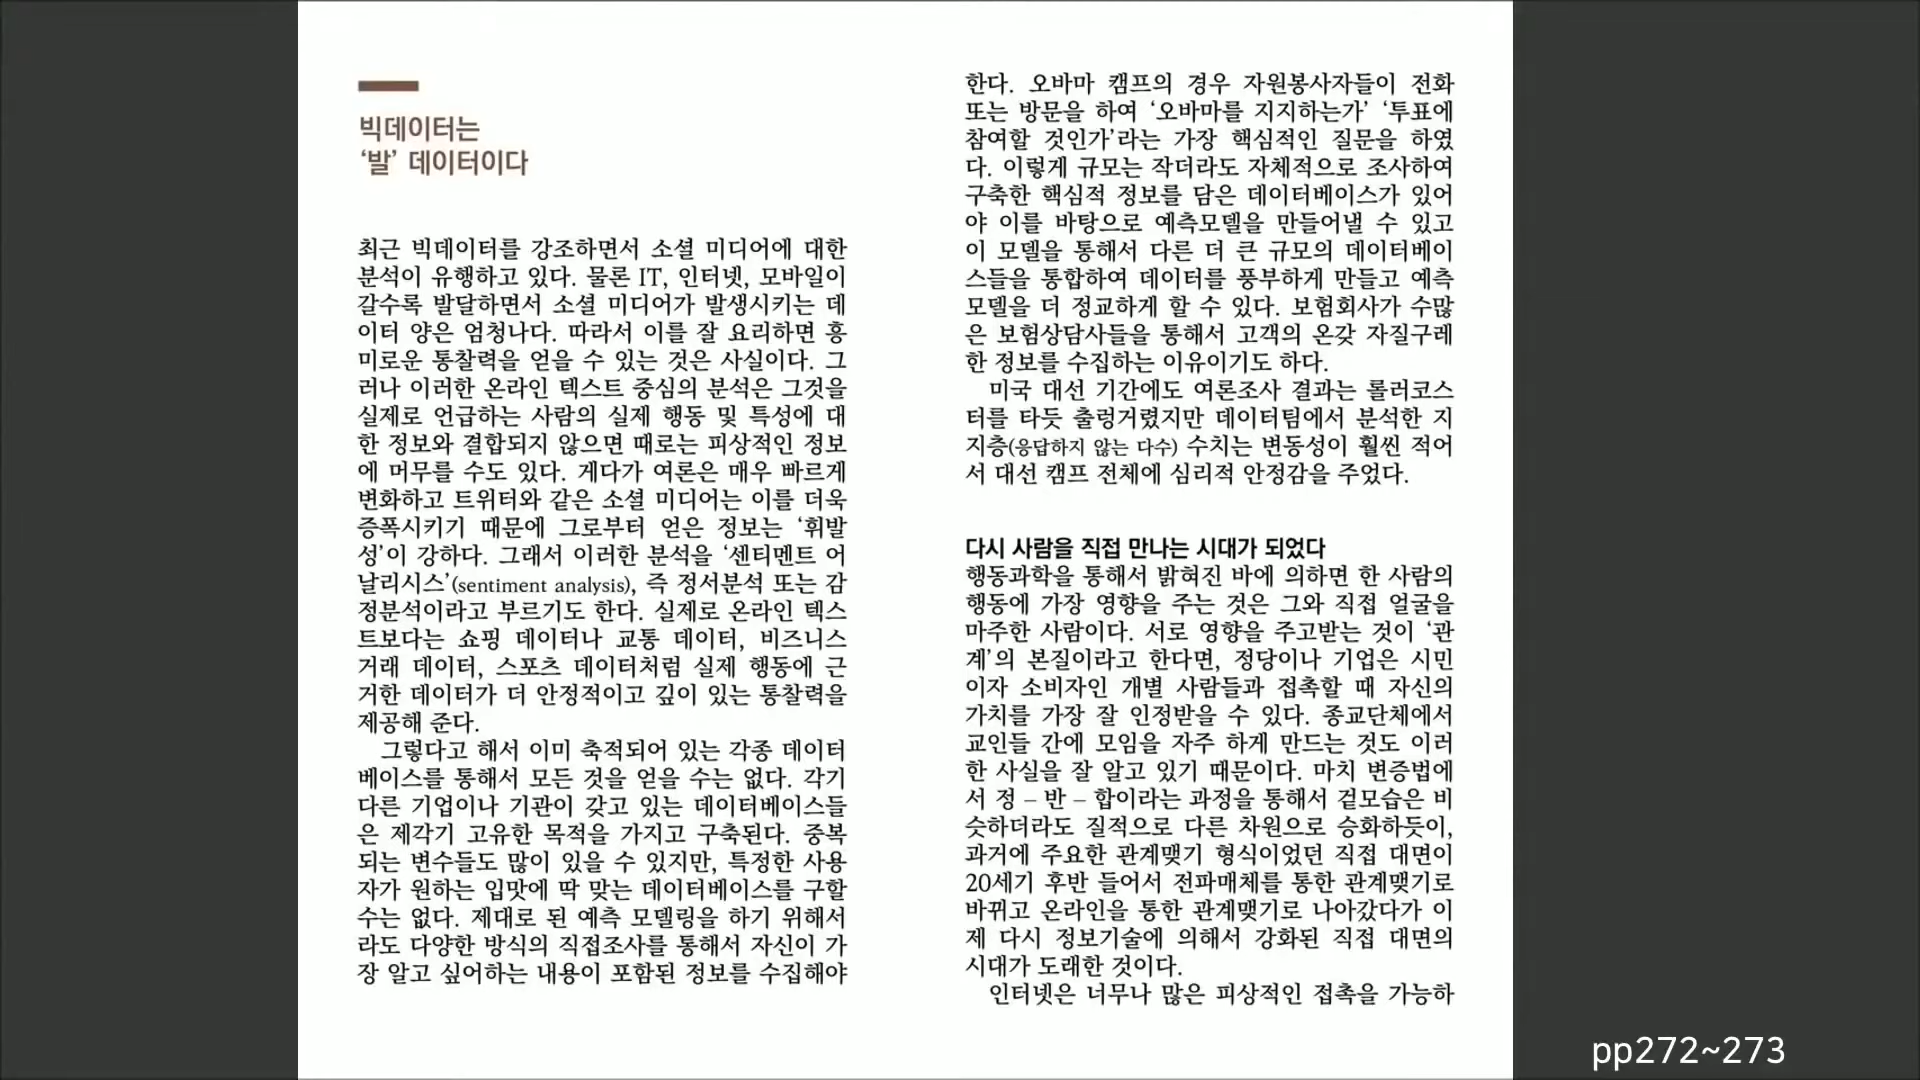 빅데이터는
‘발’ 데이터이다
최근 빅데이터를 강조하면서 소셜 미디어에 대한
분석이 유행하고 있다. 물론 IT, 인터넷, 모바일이
갈수록 발달하면서 소셜 미디어가 발생시키는 데
이터 양은 엄청나다. 따라서 이를 잘 요리하면 흥
미로운 통찰력을 얻을 수 있는 것은 사실이다. 그
러나 이러한 온라인 텍스트 중심의 분석은 그것을
실제로 언급하는 사람의 실제 행동 및 특성에 대
한 정보와 결합되지 않으면 때로는 피상적인 정보
에 머무를 수도 있다. 게다가 여론은 매우 빠르게
변화하고 트위터와 같은 소셜 미디어는 이를 더욱
증폭시키기 때문에 그로부터 얻은 정보는 ‘휘발
성’이 강하다. 그래서 이러한 분석을 ‘센티멘트 어
날리시스’(sentiment analysis), 즉 정서분석 또는 감
정분석이라고 부르기도 한다. 실제로 온라인 텍스
트보다는 쇼핑 데이터나 교통 데이터, 비즈니스
거래 데이터, 스포츠 데이터처럼 실제 행동에 근
거한 데이터가 더 안정적이고 깊이 있는 통찰력을
제공해 준다.
그렇다고 해서 이미 축적되어 있는 각종 데이터
베이스를 통해서 모든 것을 얻을 수는 없다. 각기
다른 기업이나 기관이 갖고 있는 데이터베이스들
은 제각기 고유한 목적을 가지고 구축된다. 중복
되는 변수들도 많이 있을 수 있지만, 특정한 사용
자가 원하는 입맛에 딱 맞는 데이터베이스를 구할
수는 없다. 제대로 된 예측 모델링을 하기 위해서
라도 다양한 방식의 직접조사를 통해서 자신이 가
장 알고 싶어하는 내용이 포함된 정보를 수집해야
한다. 오바마 캠프의 경우 자원봉사자들이 전화
또는 방문을 하여 ‘오바마를 지지하는가’ ‘투표에
참여할 것인가’라는 가장 핵심적인 질문을 하였
다. 이렇게 규모는 작더라도 자체적으로 조사하여
구축한 핵심적 정보를 담은 데이터베이스가 있어
야 이를 바탕으로 예측모델을 만들어낼 수 있고
이 모델을 통해서 다른 더 큰 규모의 데이터베이
스들을 통합하여 데이터를 풍부하게 만들고 예측
모델을 더 정교하게 할 수 있다. 보험회사가 수많
은 보험상담사들을 통해서 고객의 온갖 자질구레
한 정보를 수집하는 이유이기도 하다.
미국 대선 기간에도 여론조사 결과는 롤러코스
터를 타듯 출렁거렸지만 데이터팀에서 분석한 지
지층(응답하지 않는 다수) 수치는 변동성이 훨씬 적어
서 대선 캠프 전체에 심리적 안정감을 주었다.
다시 사람을 직접 만나는 시대가 되었다
행동과학을 통해서 밝혀진 바에 의하면 한 사람의
행동에 가장 영향을 주는 것은 그와 직접 얼굴을
마주한 사람이다. 서로 영향을 주고받는 것이 ‘관
계’의 본질이라고 한다면, 정당이나 기업은 시민
이자 소비자인 개별 사람들과 접촉할 때 자신의
가치를 가장 잘 인정받을 수 있다. 종교단체에서
교인들 간에 모임을 자주 하게 만드는 것도 이러
한 사실을 잘 알고 있기 때문이다. 마치 변증법에
서 정 – 반 – 합이라는 과정을 통해서 겉모습은 비
슷하더라도 질적으로 다른 차원으로 승화하듯이,
과거에 주요한 관계맺기 형식이었던 직접 대면이
20세기 후반 들어서 전파매체를 통한 관계맺기로
바뀌고 온라인을 통한 관계맺기로 나아갔다가 이
제 다시 정보기술에 의해서 강화된 직접 대면의
시대가 도래한 것이다.
인터넷은 너무나 많은 피상적인 접촉을 가능하
pp272~273